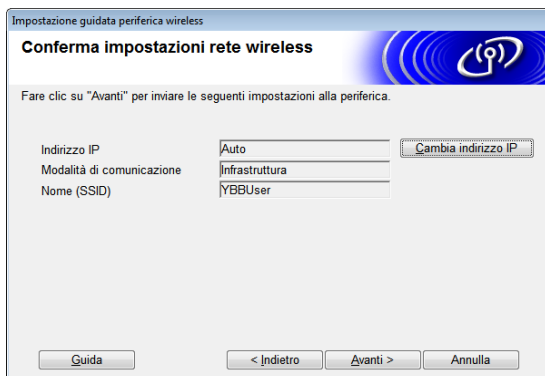 Impostazione guidata periferica wireless
Conferma impostazioni rete wireless
Fare clic su "Avanti" per inviare le seguenti impostazioni alla periferica.
Indirizzo IP Auto Cambia indirizzo IP
Modalità di comunicazione Infrastruttura
Nome (SSID) YBBUser
Guida < Indietro Avanti > Annulla